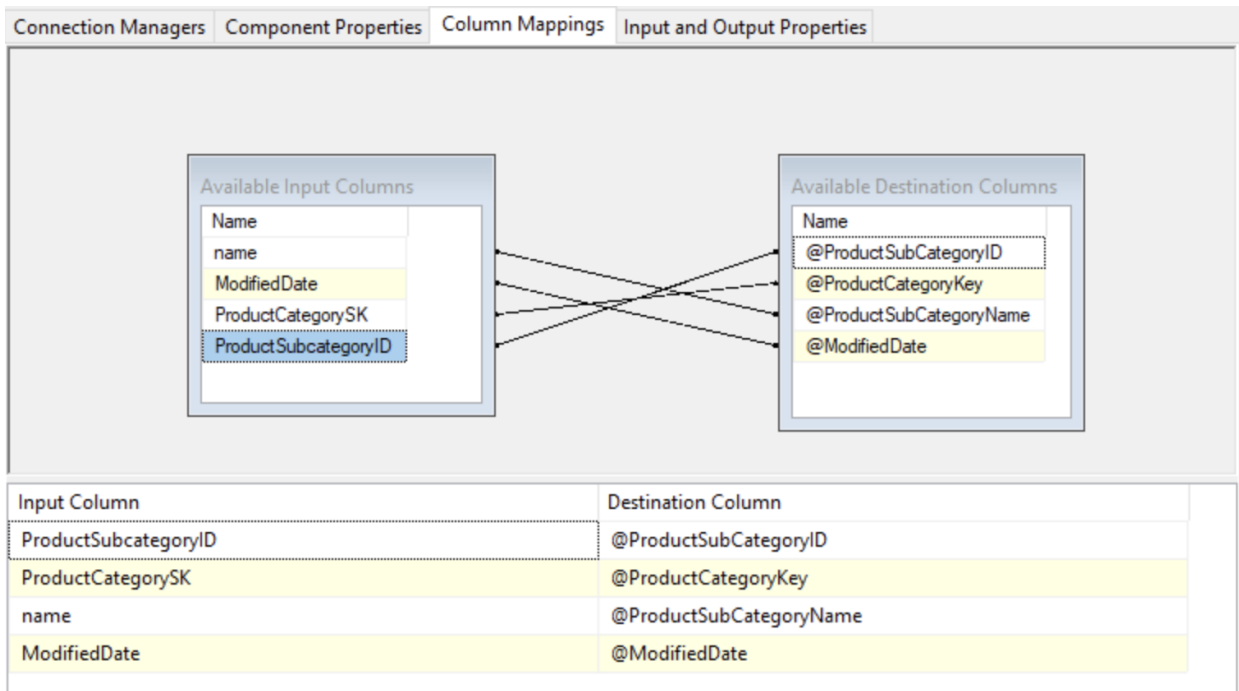 Connection Managers Component Properties Column Mappings Input and Output Properties
Available Input Columns
Name
name
ModifiedDate
ProductCategorySK
ProductSubcategoryID
Available Destination Columns
Name
@ProductSubCategoryID
@ProductCategoryKey
@ProductSubCategoryName
@ModifiedDate
Input Column Destination Column
ProductSubcategoryID @ProductSubCategoryID
ProductCategorySK @ProductCategoryKey
name @ProductSubCategoryName
ModifiedDate @ModifiedDate